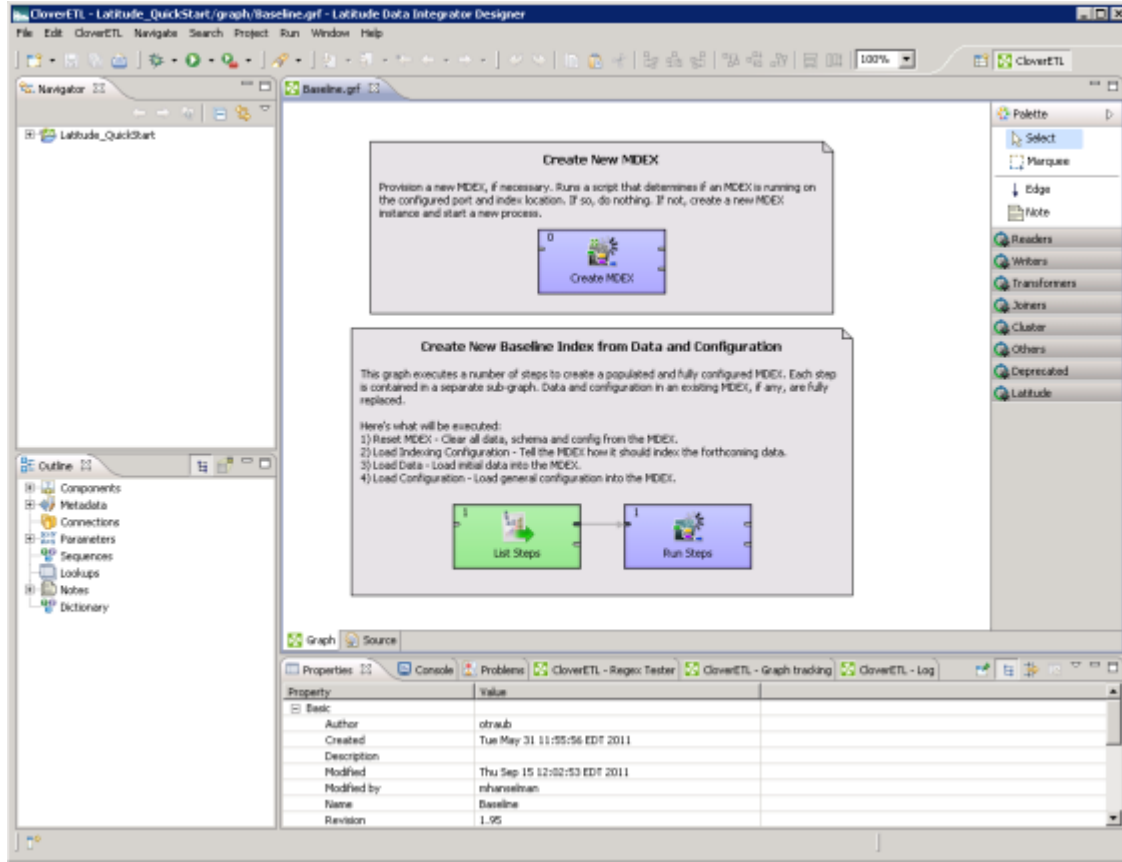 CloverETL - Latitude_QuickStart/graph/Baseline.grf - Latitude Data Integrator Designer
File Edit CloverETL Navigate Search Project Run Window Help
100%
CloverETL
Navigator
Latitude_QuickStart
Baseline.grf
Create New MDEX
Provision a new MDEX, if necessary. Runs a script that determines if an MDEX is running on
the configured port and index location. If so, do nothing. If not, create a new MDEX
instance and start a new process.
0
Create MDEX
Create New Baseline Index from Data and Configuration
This graph executes a number of steps to create a populated and fully configured MDEX. Each step
is contained in a separate sub-graph. Data and configuration in an existing MDEX, if any, are fully
replaced.
Here's what will be executed:
1) Reset MDEX - Clear all data, schema and config from the MDEX.
2) Load Indexing Configuration - Tell the MDEX how it should index the forthcoming data.
3) Load Data - Load initial data into the MDEX.
4) Load Configuration - Load general configuration into the MDEX.
1
List Steps
1
Run Steps
Palette
Select
Marquee
Edge
Note
Readers
Writers
Transformers
Joiners
Cluster
Others
Deprecated
Latitude
Outline
Components
Metadata
Connections
Parameters
Sequences
Lookups
Notes
Dictionary
Graph Source
Properties Console Problems CloverETL - Regex Tester CloverETL - Graph tracking CloverETL - Log
Property Value
Basic
Author otraub
Created Tue May 31 11:55:56 EDT 2011
Description
Modified Thu Sep 15 12:02:53 EDT 2011
Modified by mhanselman
Name Baseline
Revision 1.95